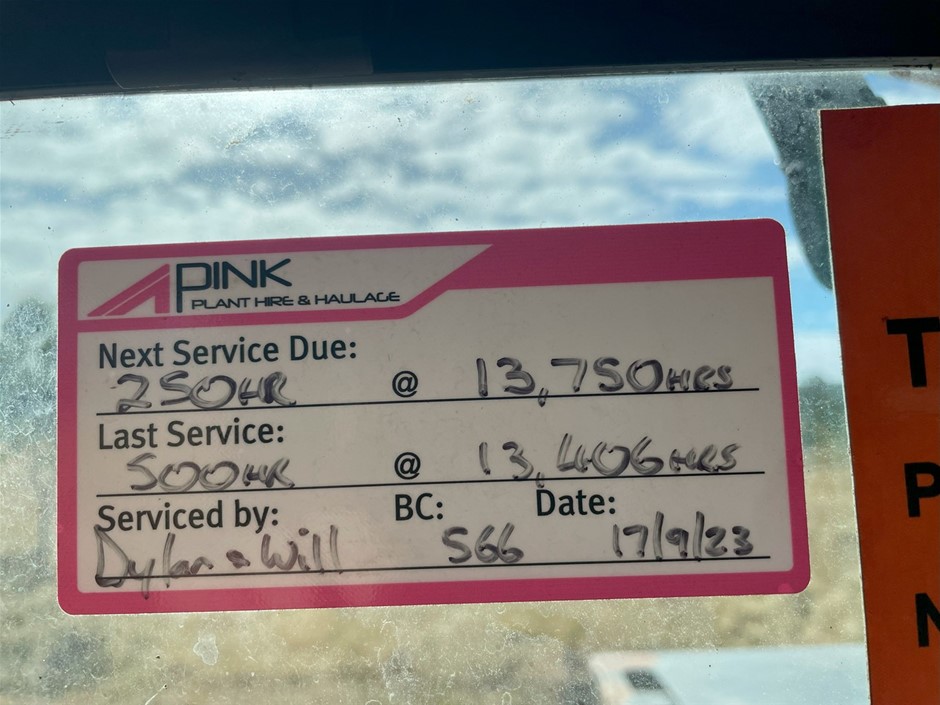 PINK
PLANT HIRE & HAULAGE
Next Service Due:
250HR @ 13,750HRS
Last Service:
500HR @ 13,406HRS
Serviced by: BC: Date:
Dylan & Will 566 17/9/23
T
P
N